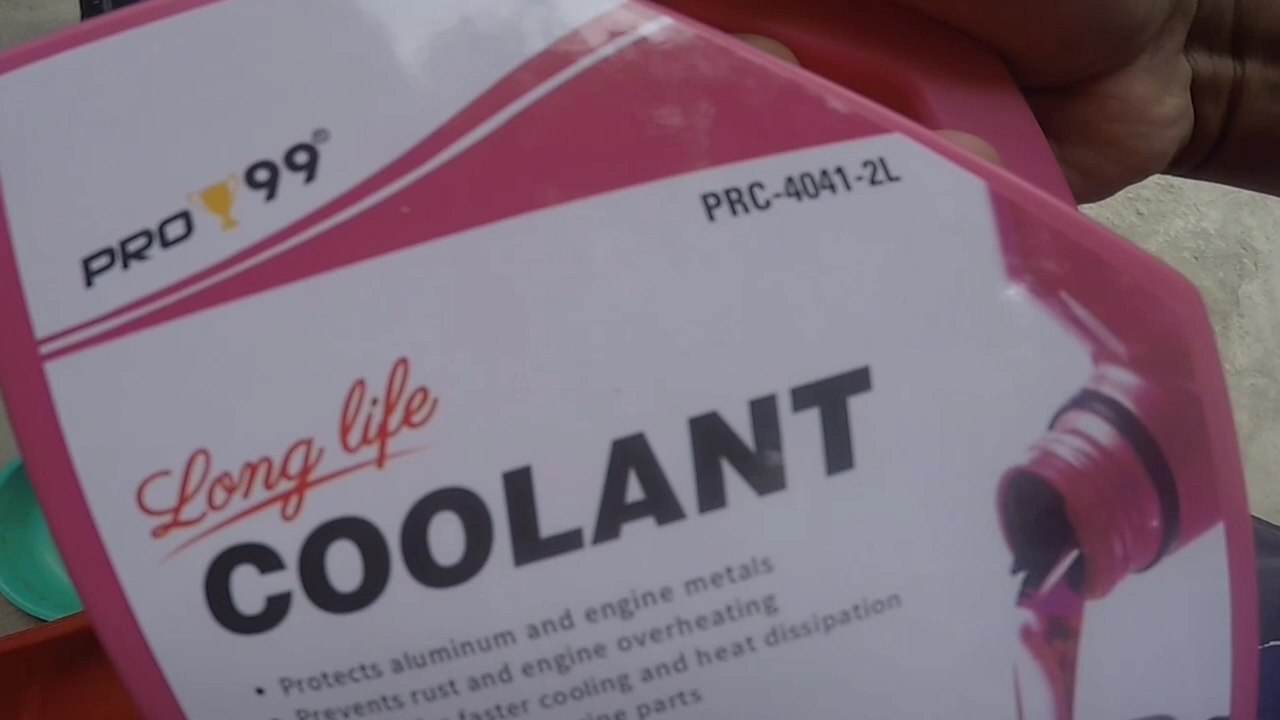 PRO 99®
PRC-4041-2L
Long life
COOLANT
• Protects aluminum and engine metals
• Prevents rust and engine overheating
faster cooling and heat dissipation
parts